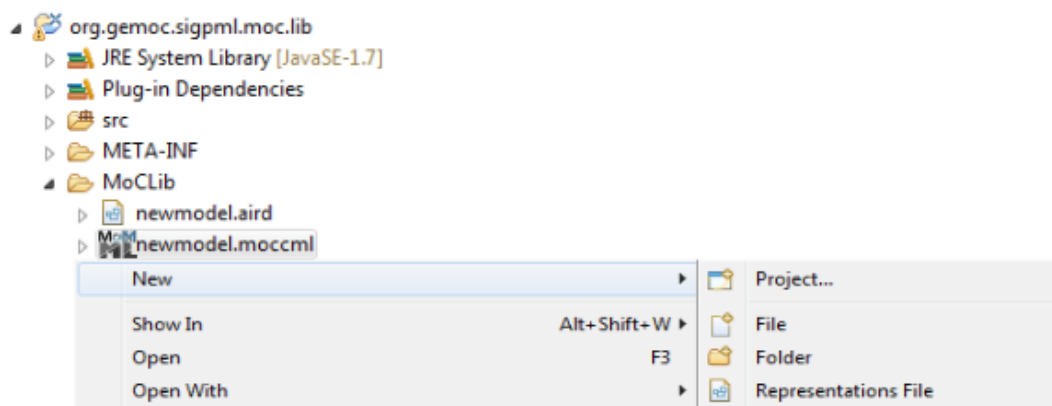 org.gemoc.sigpml.moc.lib
JRE System Library [JavaSE-1.7]
Plug-in Dependencies
src
META-INF
MoCLib
newmodel.aird
newmodel.moccml
New Project...
Show In Alt+Shift+W File
Open F3 Folder
Open With Representations File